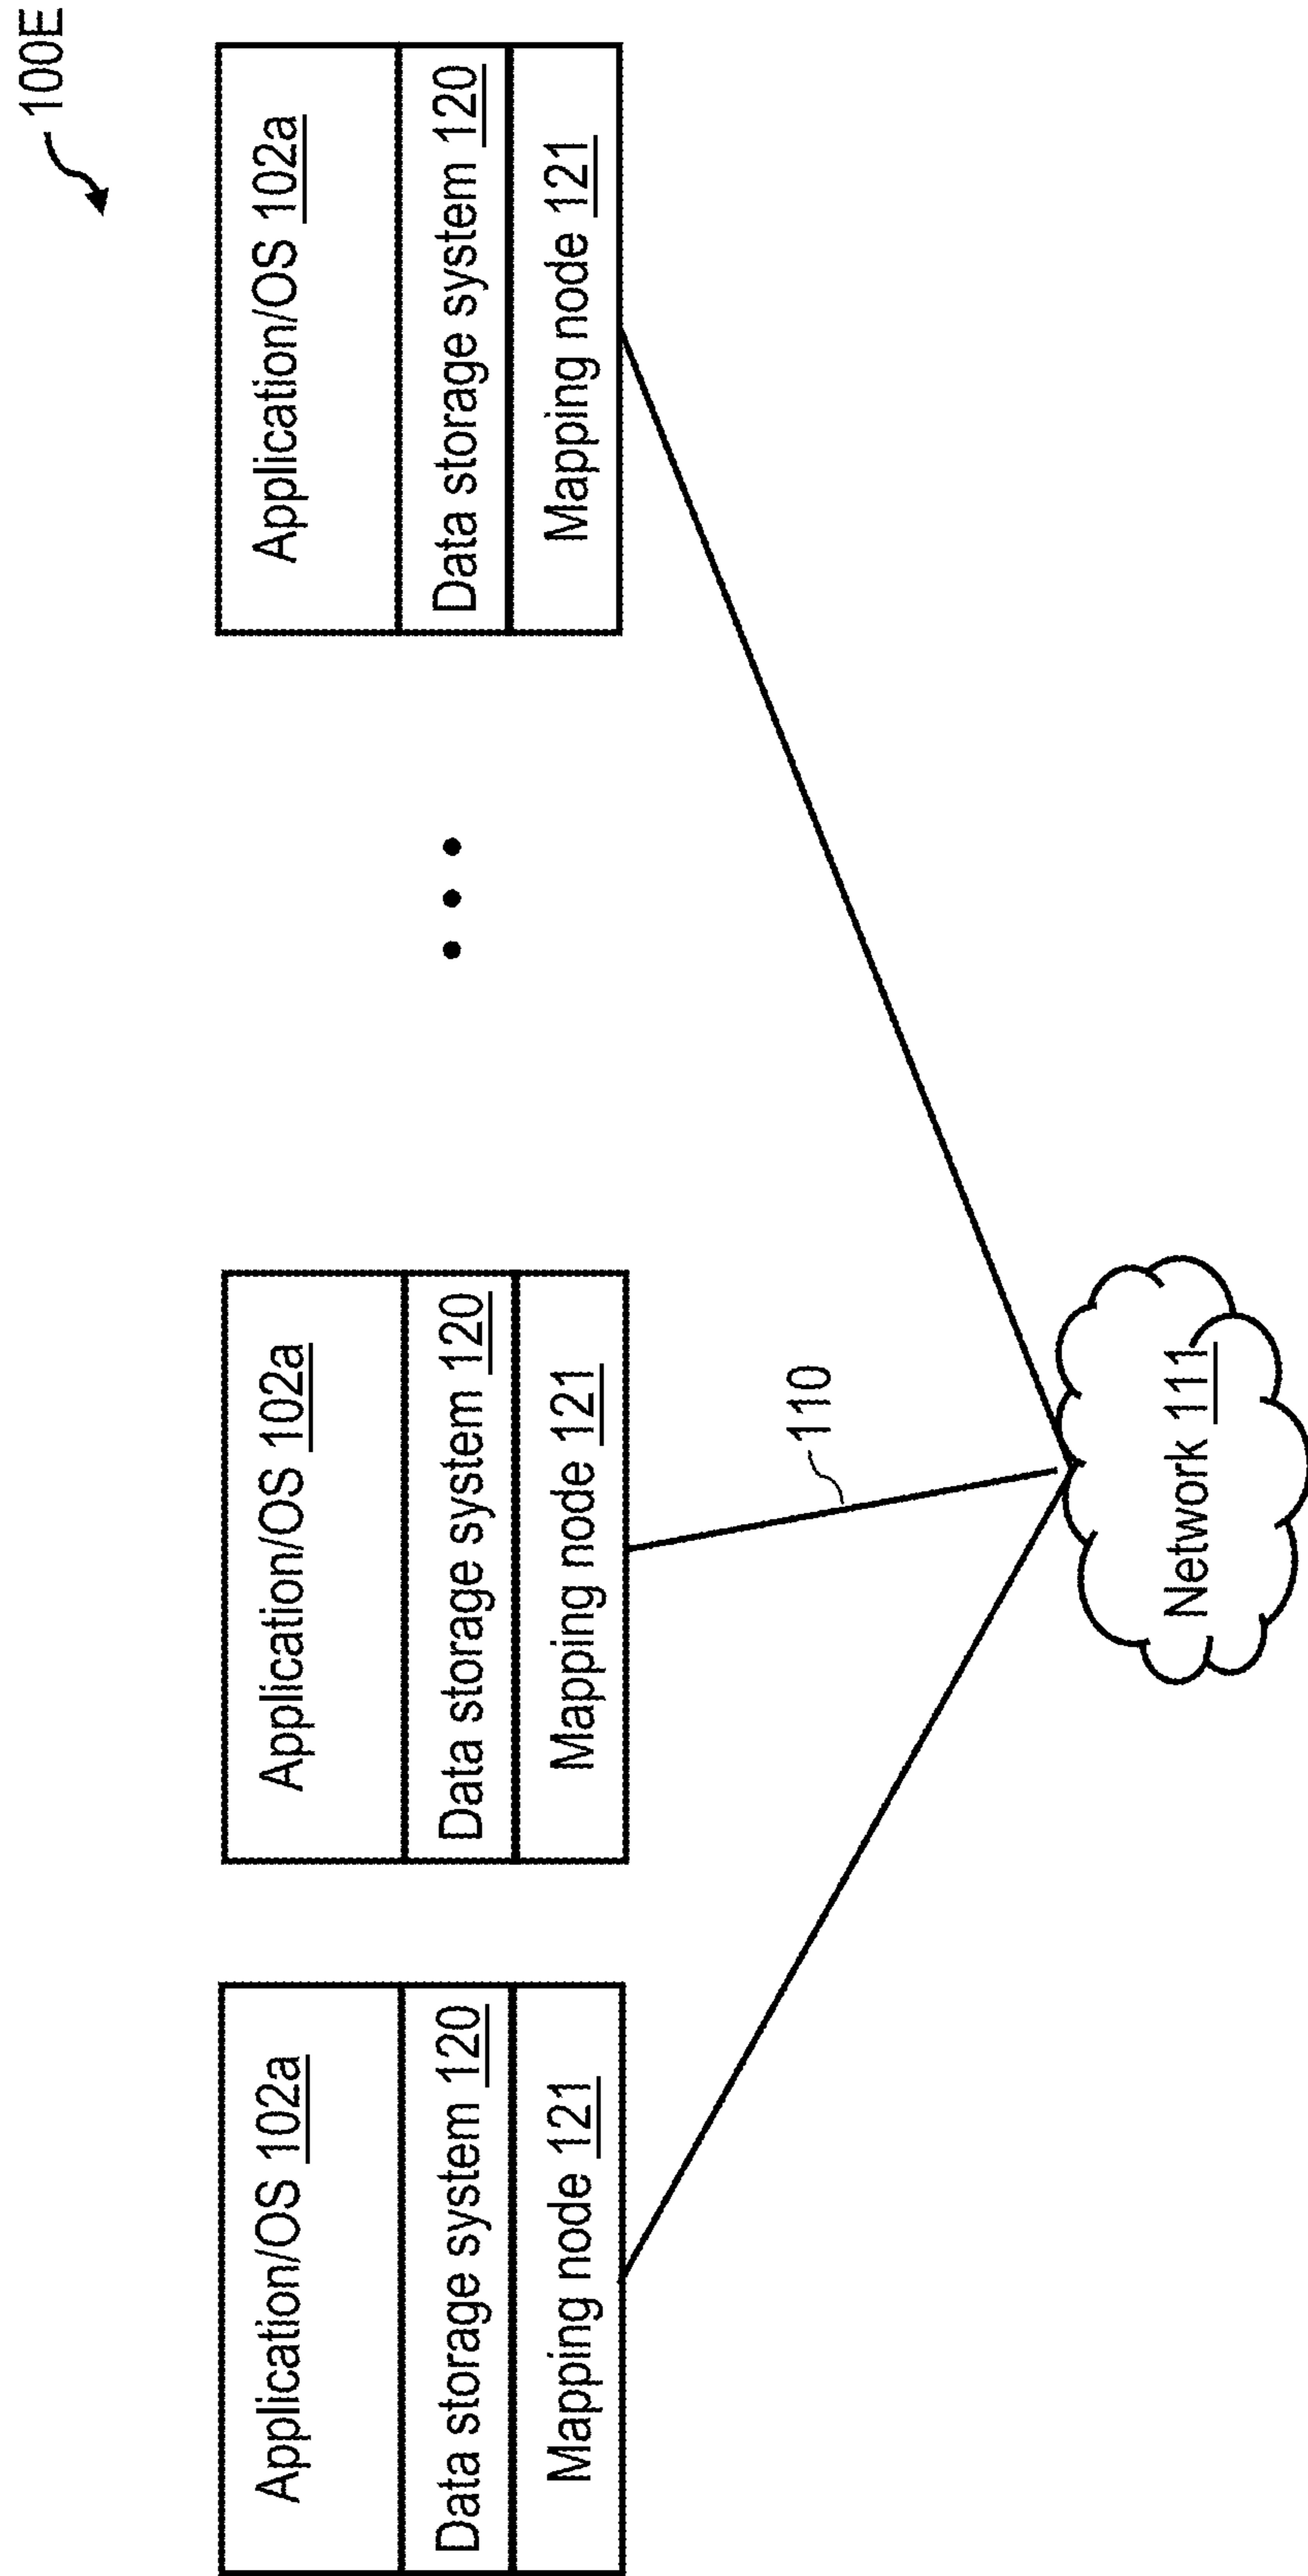 100E
Application/OS 102a
Data storage system 120
Mapping node 121
Application/OS 102a
Data storage system 120
Mapping node 121
Application/OS 102a
Data storage system 120
Mapping node 121
110
Network 111